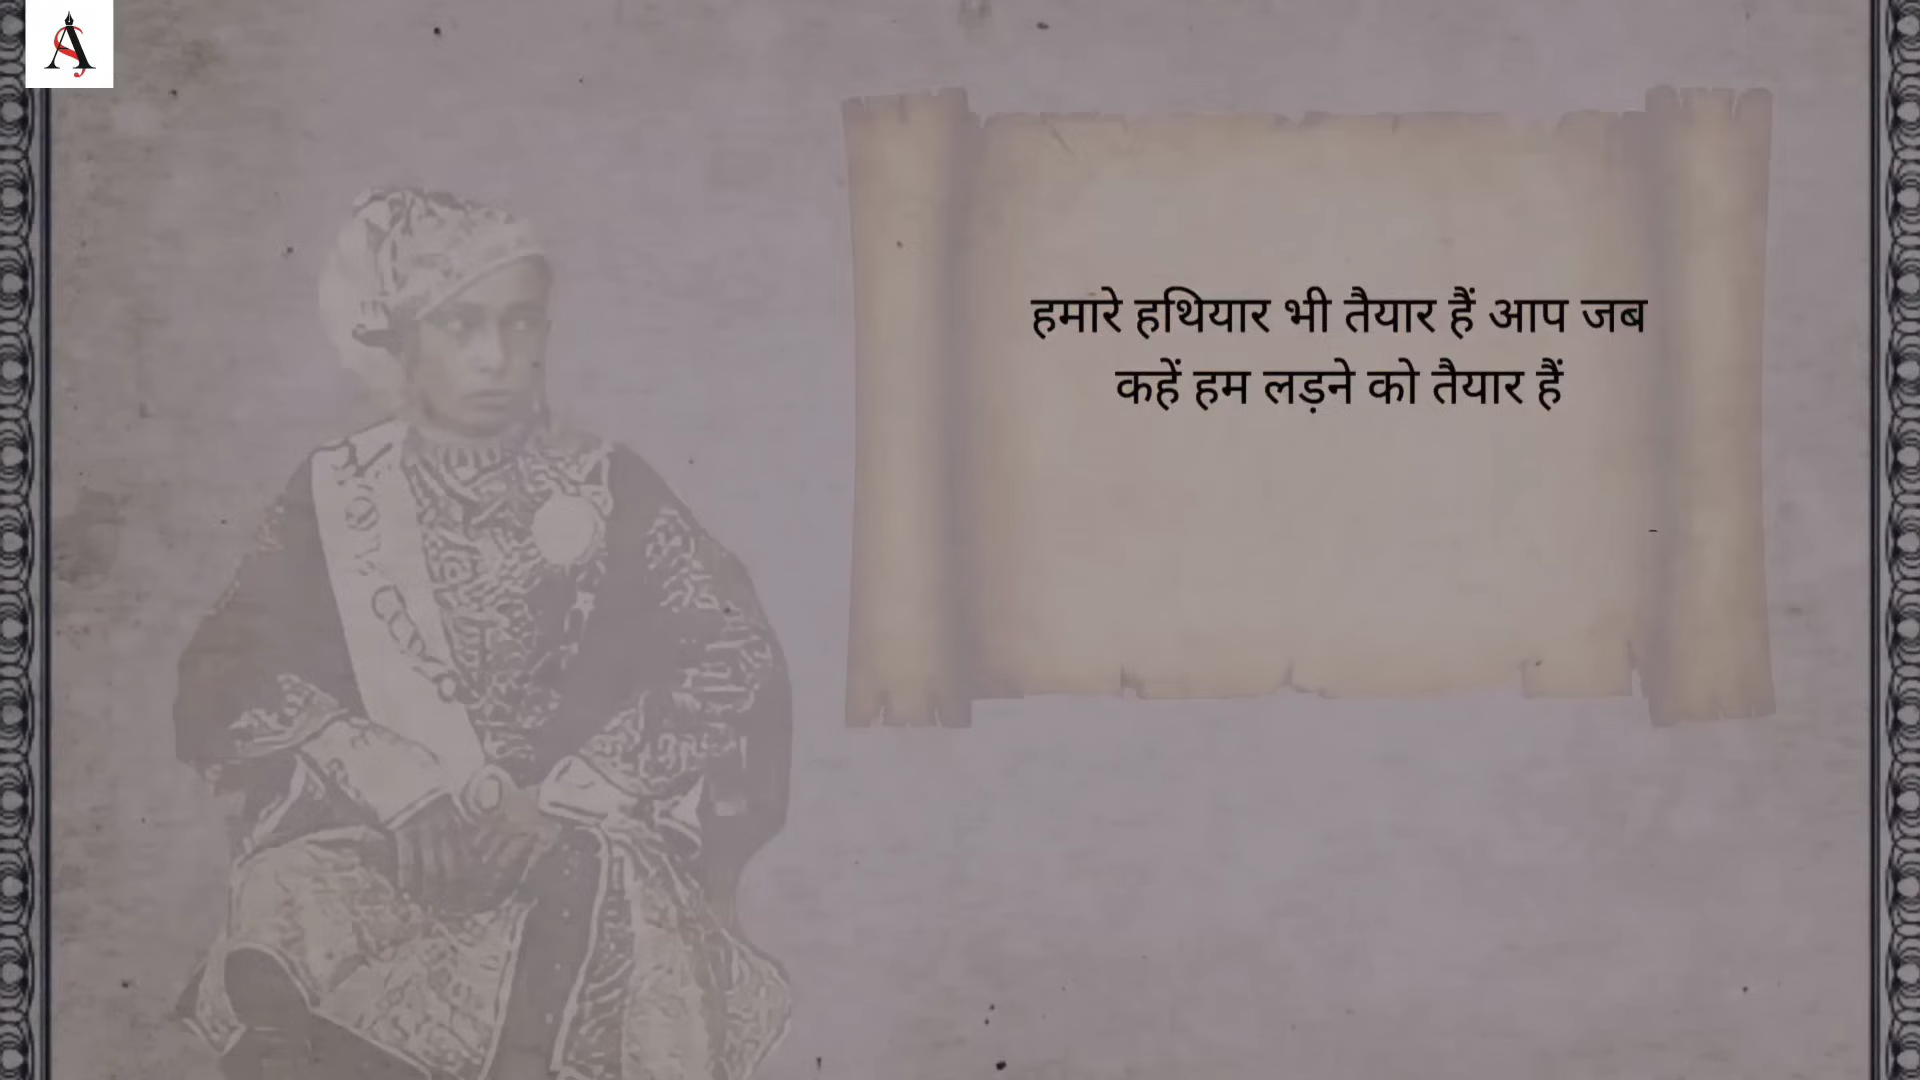 हमारे हथियार भी तैयार हैं आप जब
कहें हम लड़ने को तैयार हैं